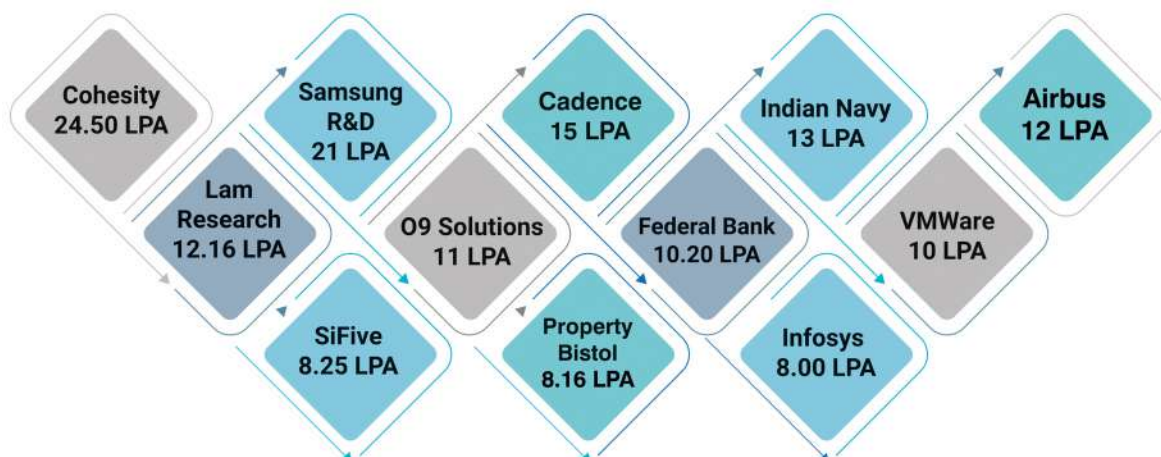 Cohesity
24.50 LPA
Samsung
R&D
21 LPA
Cadence
15 LPA
Indian Navy
13 LPA
Airbus
12 LPA
Lam
Research
12.16 LPA
O9 Solutions
11 LPA
Federal Bank
10.20 LPA
VMWare
10 LPA
SiFive
8.25 LPA
Property
Bistol
8.16 LPA
Infosys
8.00 LPA